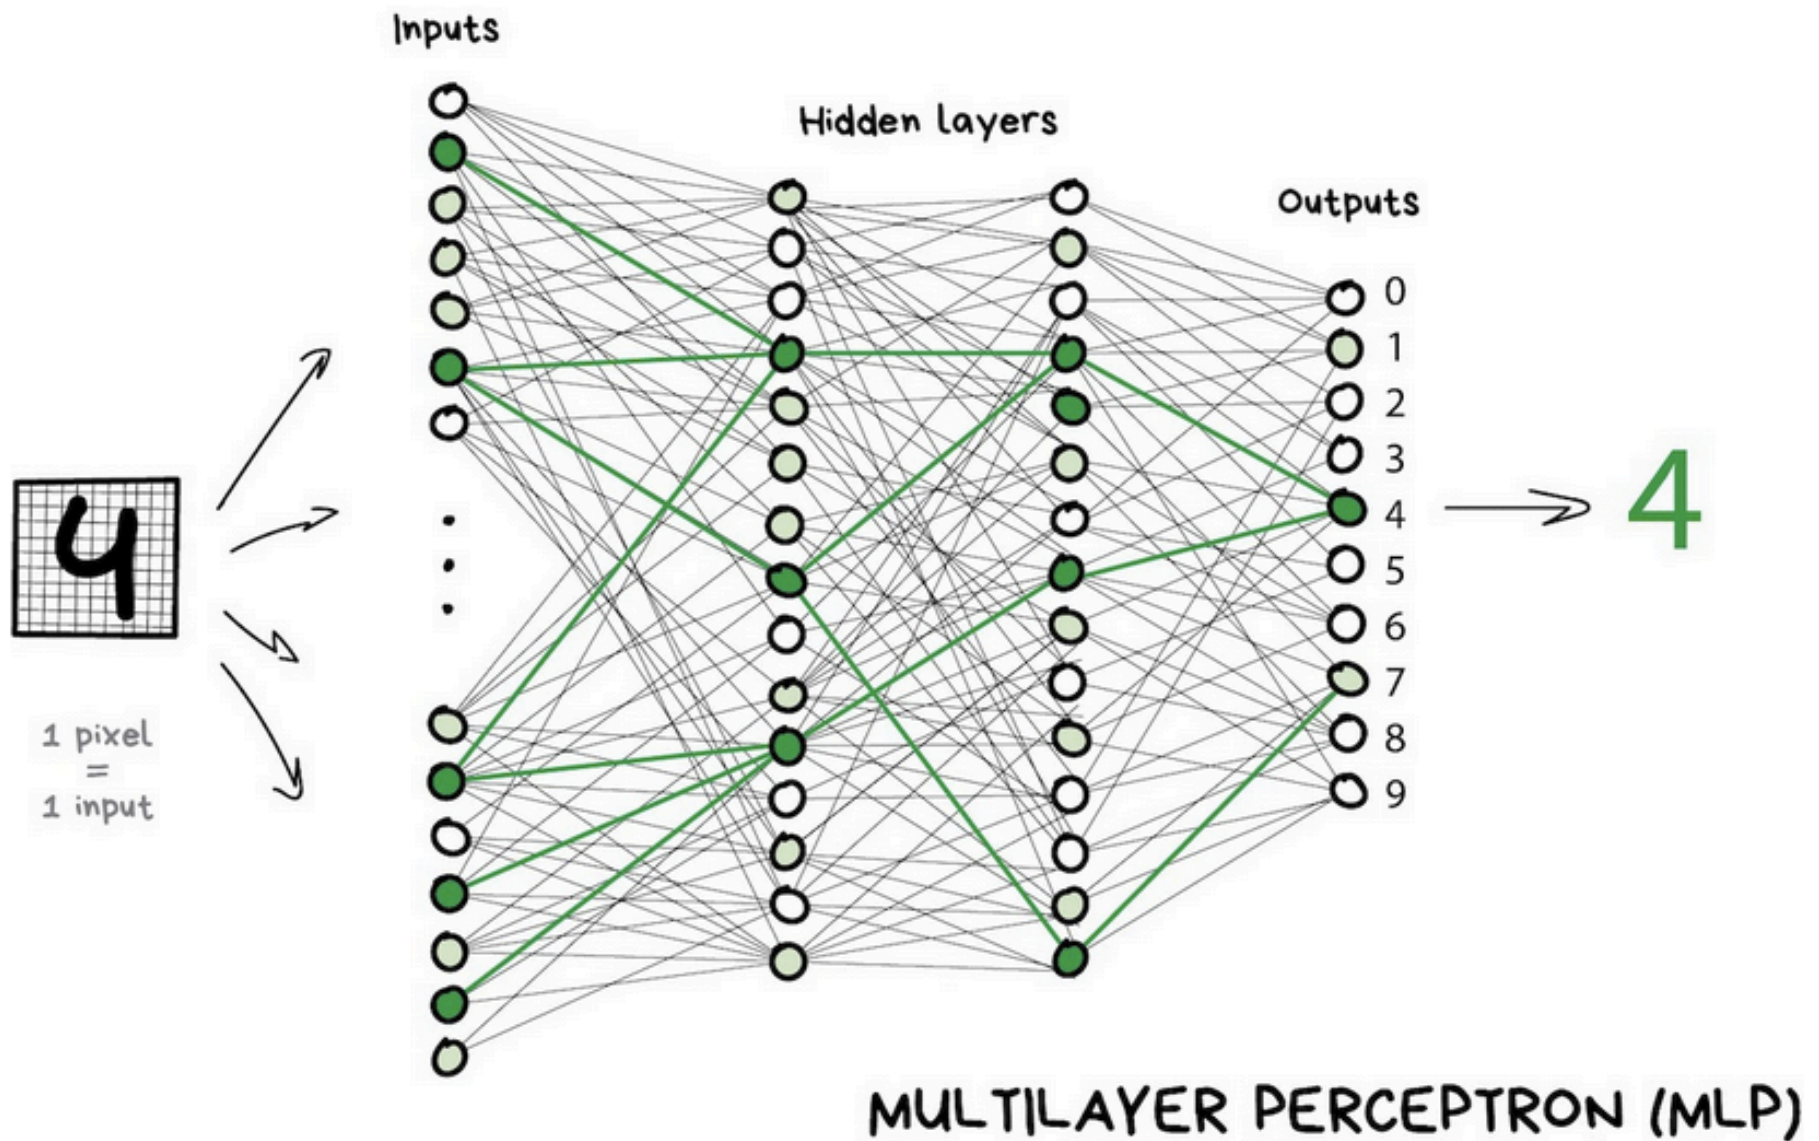 Inputs
Hidden layers
Outputs
0
1
2
3
4
5
6
7
8
9
4
4
1 pixel
=
1 input
MULTILAYER PERCEPTRON (MLP)